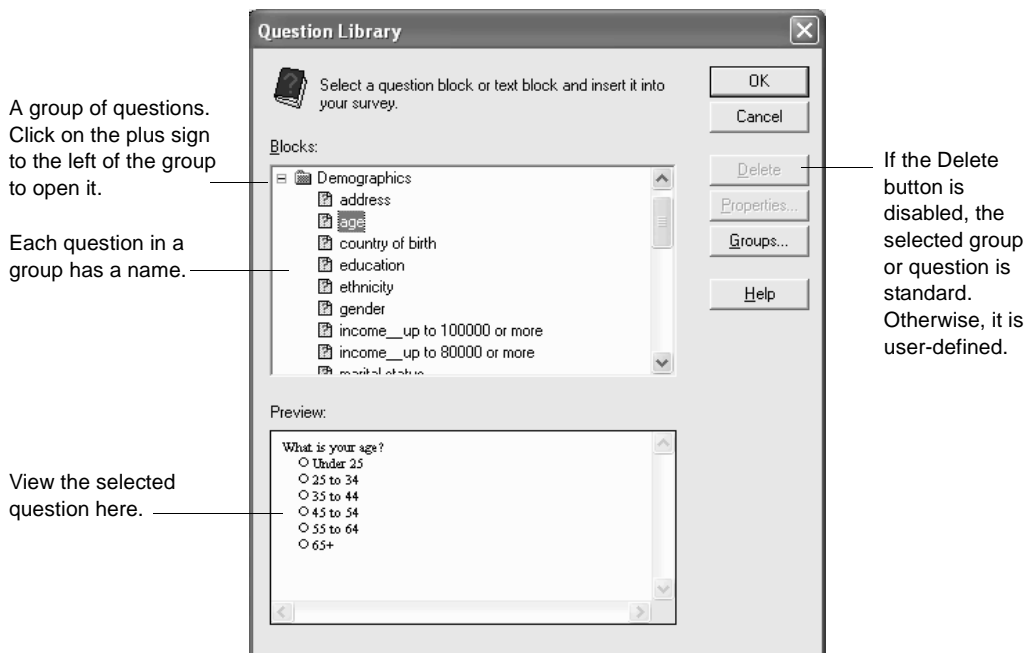 Question Library
Select a question block or text block and insert it into
your survey.
OK
Cancel
Blocks:
Demographics
address
age
country of birth
education
ethnicity
gender
income__up to 100000 or more
income__up to 80000 or more
marital status
Delete
Properties...
Groups...
Help
Preview:
What is your age?
Under 25
25 to 34
35 to 44
45 to 54
55 to 64
65+
A group of questions.
Click on the plus sign
to the left of the group
to open it.
Each question in a
group has a name.
View the selected
question here.
If the Delete
button is
disabled, the
selected group
or question is
standard.
Otherwise, it is
user-defined.